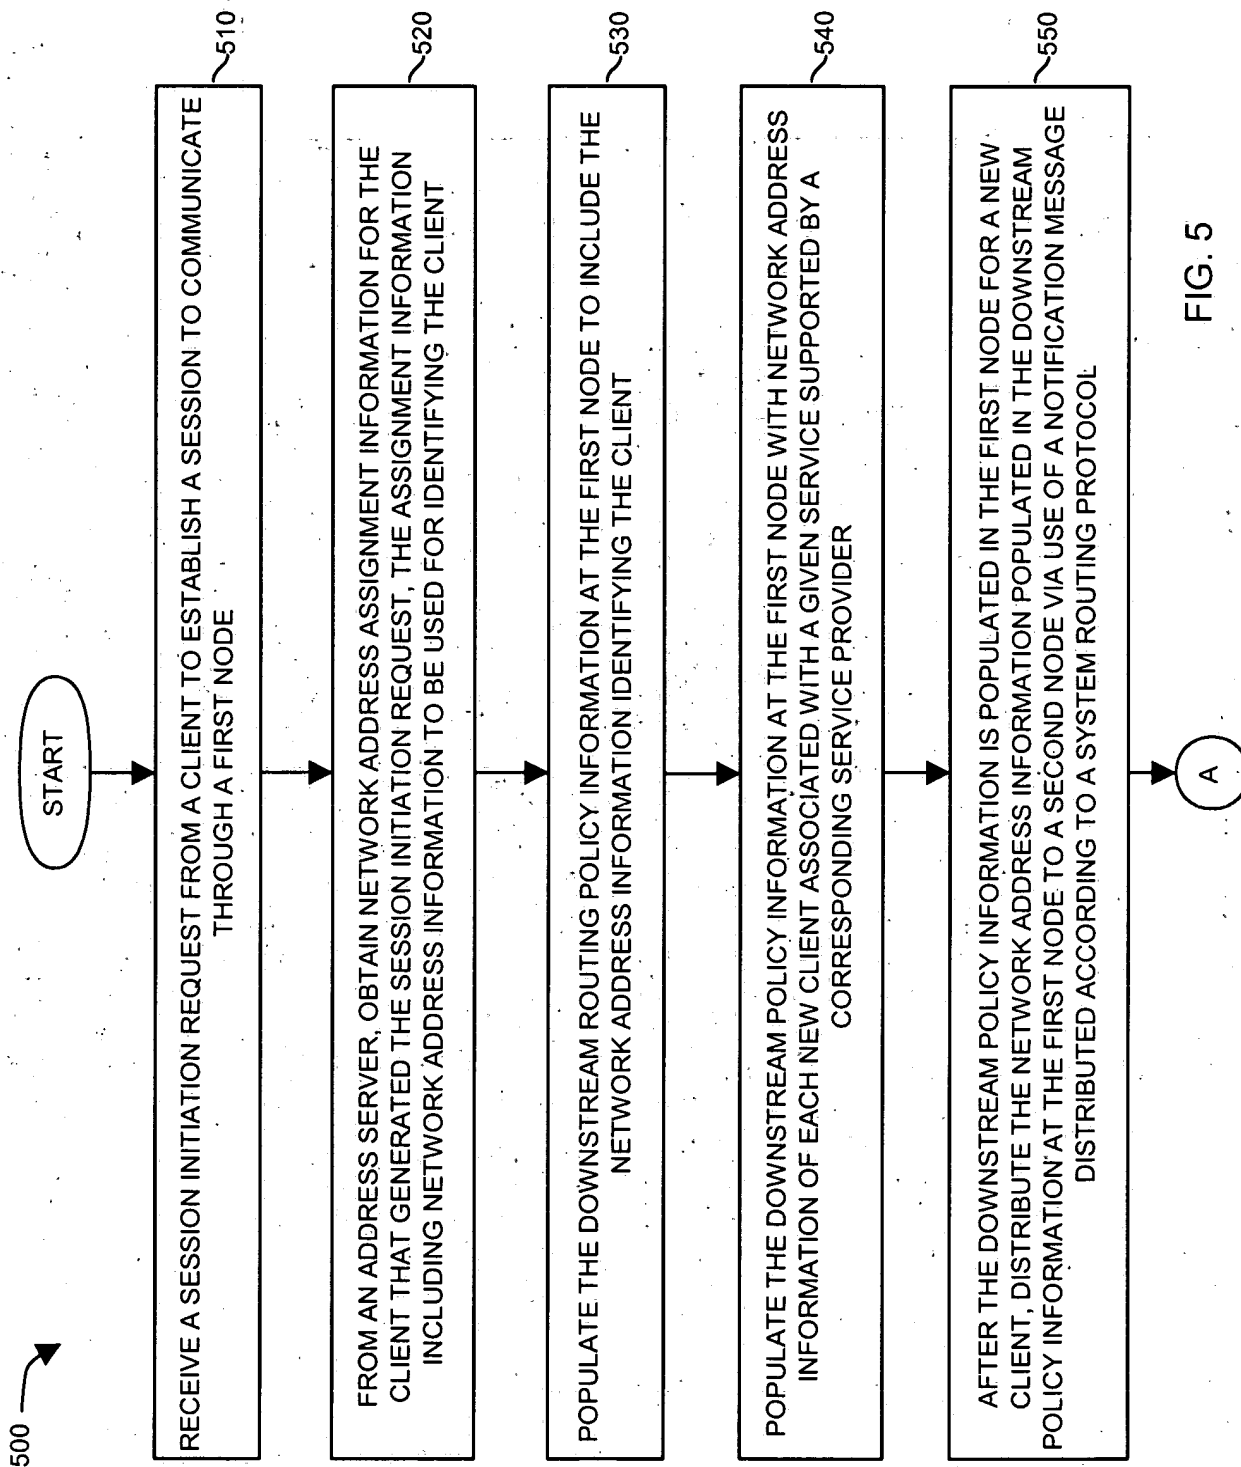 500
START
RECEIVE A SESSION INITIATION REQUEST FROM A CLIENT TO ESTABLISH A SESSION TO COMMUNICATE
THROUGH A FIRST NODE
510
FROM AN ADDRESS SERVER, OBTAIN NETWORK ADDRESS ASSIGNMENT INFORMATION FOR THE
CLIENT THAT GENERATED THE SESSION INITIATION REQUEST, THE ASSIGNMENT INFORMATION
INCLUDING NETWORK ADDRESS INFORMATION TO BE USED FOR IDENTIFYING THE CLIENT
520
POPULATE THE DOWNSTREAM ROUTING POLICY INFORMATION AT THE FIRST NODE TO INCLUDE THE
NETWORK ADDRESS INFORMATION IDENTIFYING THE CLIENT
530
POPULATE THE DOWNSTREAM POLICY INFORMATION AT THE FIRST NODE WITH NETWORK ADDRESS
INFORMATION OF EACH NEW CLIENT ASSOCIATED WITH A GIVEN SERVICE SUPPORTED BY A
CORRESPONDING SERVICE PROVIDER
540
AFTER THE DOWNSTREAM POLICY INFORMATION IS POPULATED IN THE FIRST NODE FOR A NEW
CLIENT, DISTRIBUTE THE NETWORK ADDRESS INFORMATION POPULATED IN THE DOWNSTREAM
POLICY INFORMATION AT THE FIRST NODE TO A SECOND NODE VIA USE OF A NOTIFICATION MESSAGE
DISTRIBUTED ACCORDING TO A SYSTEM ROUTING PROTOCOL
550
A
FIG. 5